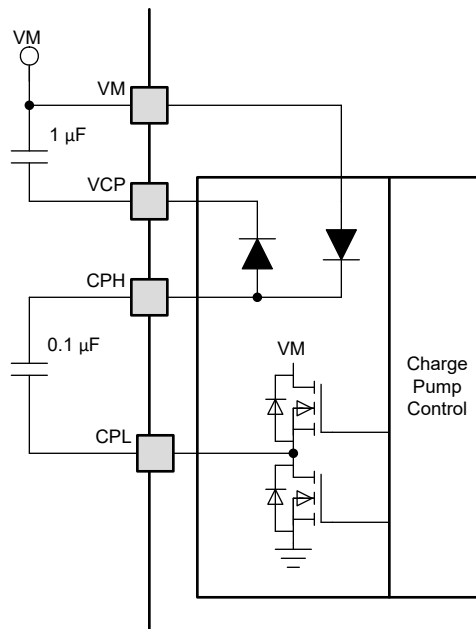 VM
VM
1 µF
VCP
CPH
0.1 µF
VM
Charge
Pump
Control
CPL